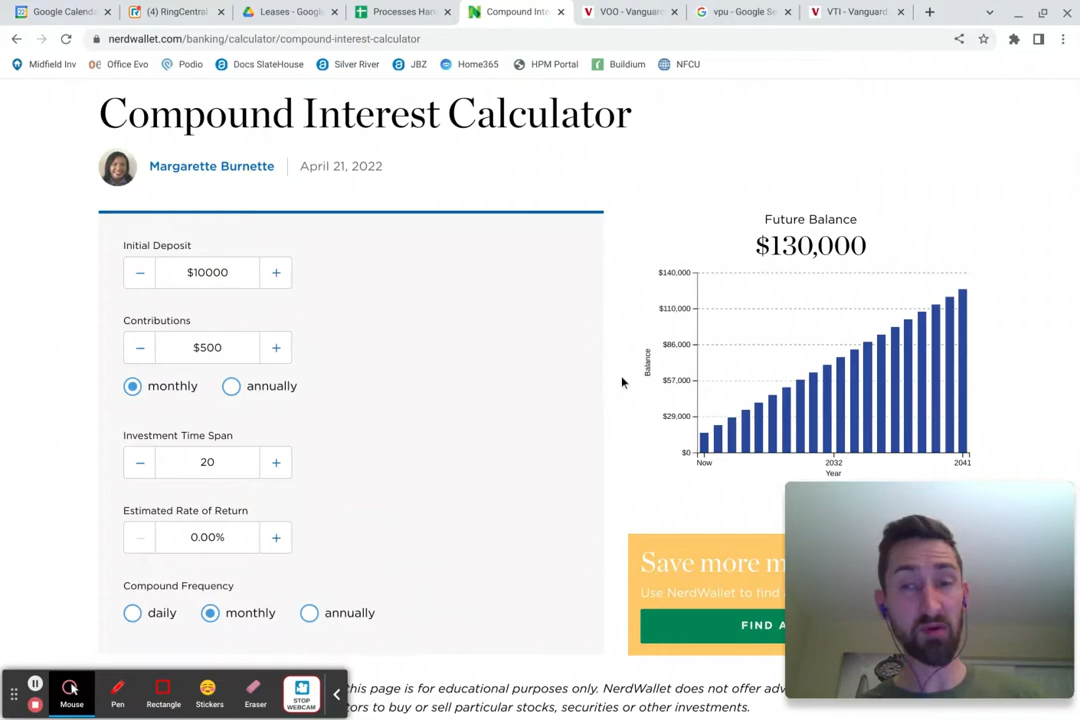 Google Calenda
(4) RingCentral
Leases - Google
Processes Han
Compound Inte
VOO – Vanguar
vpu - Google Se
VTI – Vanguard
nerdwallet.com/banking/calculator/compound-interest-calculator
Midfield Inv
Office Evo
Podio
Docs SlateHouse
Silver River
JBZ
Home365
HPM Portal
Buildium
NFCU
Compound Interest Calculator
Margarette Burnette
April 21, 2022
Initial Deposit
− $10000 +
Contributions
− $500 +
monthly annually
Investment Time Span
− 20 +
Estimated Rate of Return
− 0.00% +
Compound Frequency
daily monthly annually
Future Balance
$130,000
$140,000
$110,000
$86,000
$57,000
$29,000
$0
Balance
Now 2032 2041
Year
Save more m
Use NerdWallet to find
FIND A
this page is for educational purposes only. NerdWallet does not offer adv
tors to buy or sell particular stocks, securities or other investments.
Mouse
Pen
Rectangle
Stickers
Eraser
STOP
WEBCAM